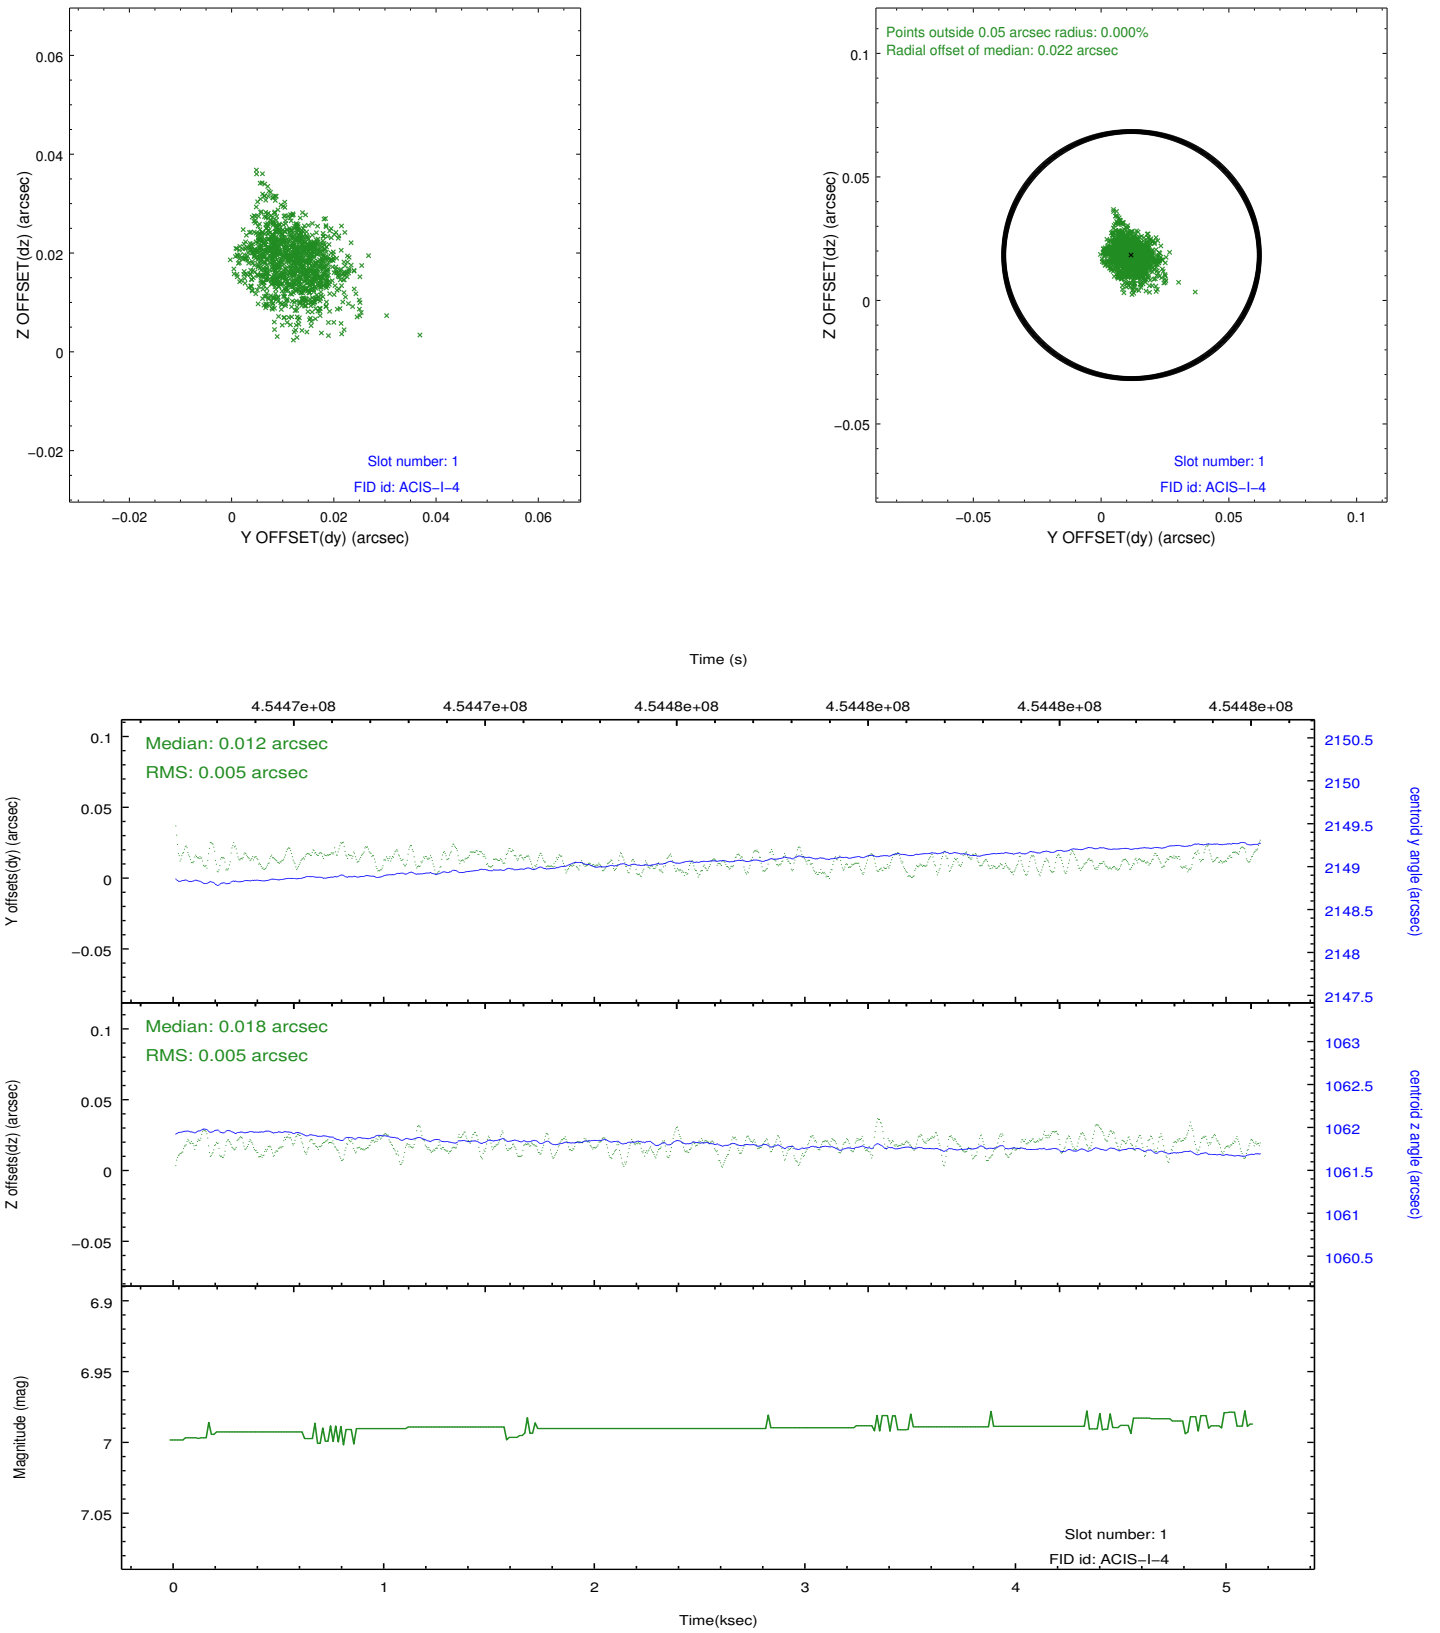 0.06
0.04
0.02
0
−0.02
Z OFFSET(dz) (arcsec)
Slot number: 1
FID id: ACIS−I−4
−0.02 0 0.02 0.04 0.06
Y OFFSET(dy) (arcsec)
Points outside 0.05 arcsec radius: 0.000%
Radial offset of median: 0.022 arcsec
0.1
0.05
0
−0.05
Z OFFSET(dz) (arcsec)
Slot number: 1
FID id: ACIS−I−4
−0.05 0 0.05 0.1
Y OFFSET(dy) (arcsec)
Time (s)
4.5447e+08 4.5447e+08 4.5448e+08 4.5448e+08 4.5448e+08 4.5448e+08
Median: 0.012 arcsec
RMS: 0.005 arcsec
0.1
0.05
0
−0.05
Y offsets(dy) (arcsec)
2150.5
2150
2149.5
2149
2148.5
2148
2147.5
centroid y angle (arcsec)
Median: 0.018 arcsec
RMS: 0.005 arcsec
0.1
0.05
0
−0.05
Z offsets(dz) (arcsec)
1063
1062.5
1062
1061.5
1061
1060.5
centroid z angle (arcsec)
6.9
6.95
7
7.05
Magnitude (mag)
Slot number: 1
FID id: ACIS−I−4
0 1 2 3 4 5
Time(ksec)